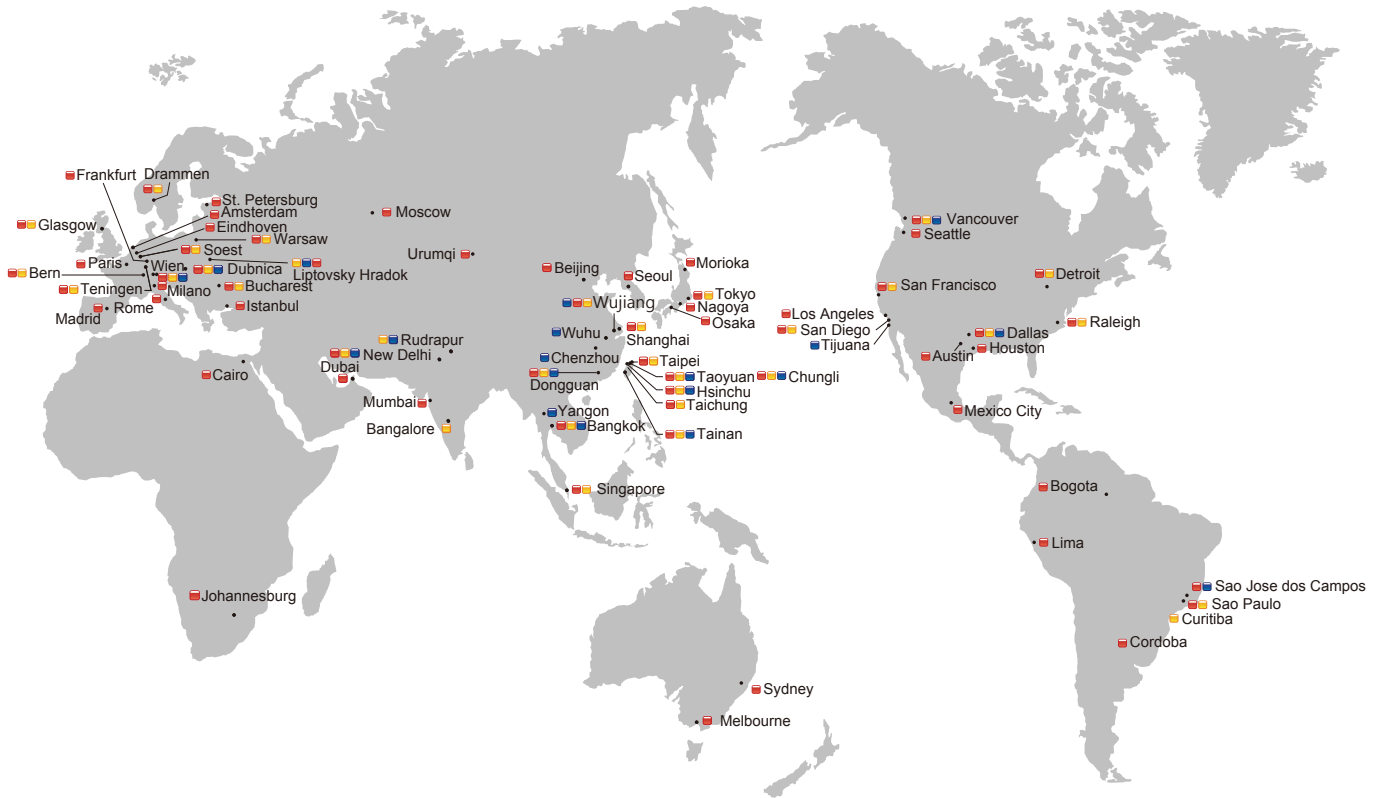 Frankfurt
Drammen
St. Petersburg
Amsterdam
Eindhoven
Glasgow
Warsaw
Soest
Moscow
Paris
Wien
Dubnica
Liptovsky Hradok
Urumqi
Bern
Teningen
Milano
Bucharest
Madrid
Rome
Istanbul
Beijing
Seoul
Morioka
Wujiang
Tokyo
Nagoya
Osaka
Wuhu
Shanghai
Rudrapur
New Delhi
Dubai
Chenzhou
Dongguan
Taipei
Taoyuan
Chungli
Hsinchu
Taichung
Tainan
Cairo
Mumbai
Bangalore
Yangon
Bangkok
Singapore
Johannesburg
Sydney
Melbourne
Vancouver
Seattle
San Francisco
Detroit
Los Angeles
San Diego
Tijuana
Dallas
Raleigh
Austin
Houston
Mexico City
Bogota
Lima
Sao Jose dos Campos
Sao Paulo
Curitiba
Cordoba